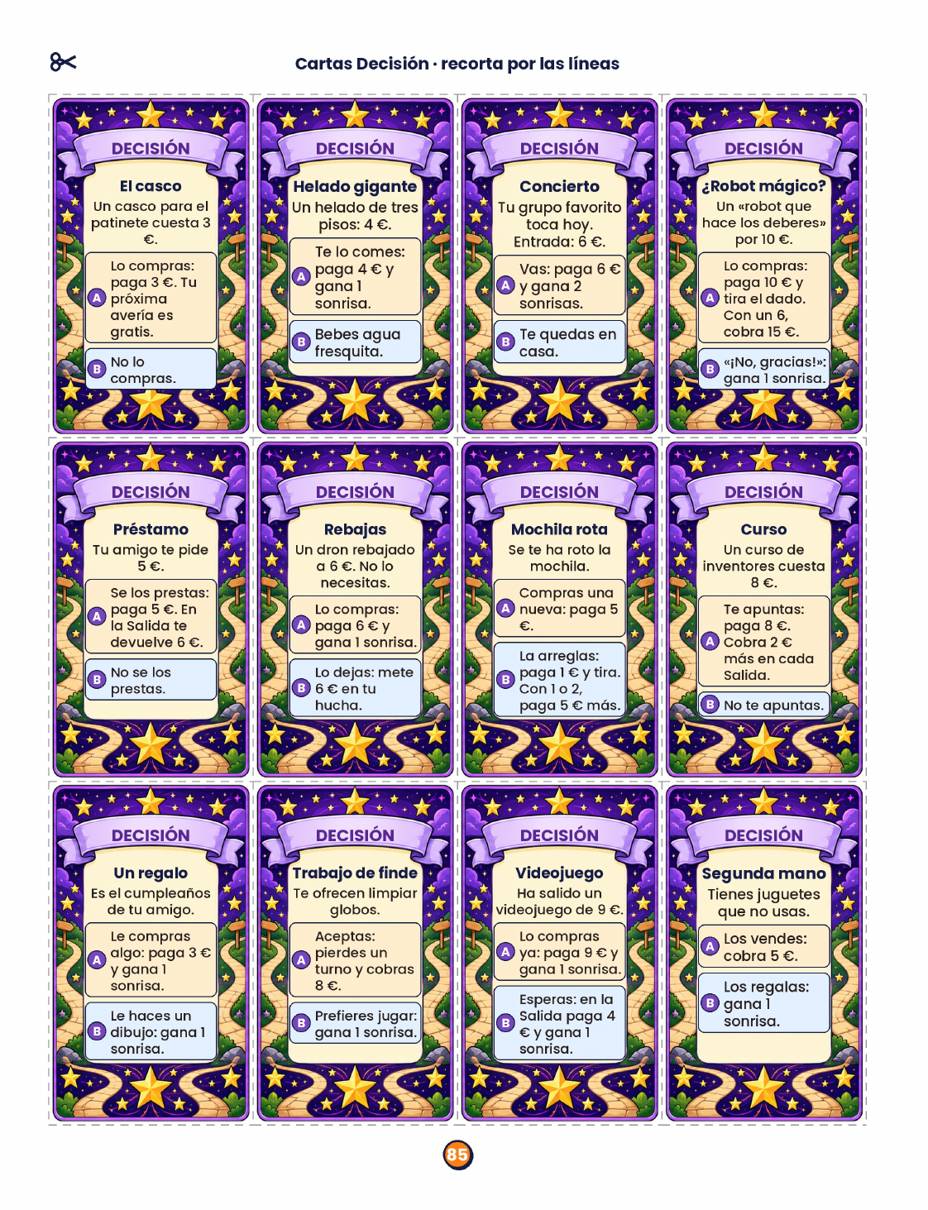 Cartas Decisión · recorta por las líneas
DECISIÓN
El casco
Un casco para el
patinete cuesta 3
€.
A
Lo compras:
paga 3 €. Tu
próxima
avería es
gratis.
B
No lo
compras.
DECISIÓN
Helado gigante
Un helado de tres
pisos: 4 €.
A
Te lo comes:
paga 4 € y
gana 1
sonrisa.
B
Bebes agua
fresquita.
DECISIÓN
Concierto
Tu grupo favorito
toca hoy.
Entrada: 6 €.
A
Vas: paga 6 €
y gana 2
sonrisas.
B
Te quedas en
casa.
DECISIÓN
¿Robot mágico?
Un «robot que
hace los deberes»
por 10 €.
A
Lo compras:
paga 10 € y
tira el dado.
Con un 6,
cobra 15 €.
B
«¡No, gracias!»:
gana 1 sonrisa.
DECISIÓN
Préstamo
Tu amigo te pide
5 €.
A
Se los prestas:
paga 5 €. En
la Salida te
devuelve 6 €.
B
No se los
prestas.
DECISIÓN
Rebajas
Un dron rebajado
a 6 €. No lo
necesitas.
A
Lo compras:
paga 6 € y
gana 1 sonrisa.
B
Lo dejas: mete
6 € en tu
hucha.
DECISIÓN
Mochila rota
Se te ha roto la
mochila.
A
Compras una
nueva: paga 5
€.
B
La arreglas:
paga 1 € y tira.
Con 1 o 2,
paga 5 € más.
DECISIÓN
Curso
Un curso de
inventores cuesta
8 €.
A
Te apuntas:
paga 8 €.
Cobra 2 €
más en cada
Salida.
B
No te apuntas.
DECISIÓN
Un regalo
Es el cumpleaños
de tu amigo.
A
Le compras
algo: paga 3 €
y gana 1
sonrisa.
B
Le haces un
dibujo: gana 1
sonrisa.
DECISIÓN
Trabajo de finde
Te ofrecen limpiar
globos.
A
Aceptas:
pierdes un
turno y cobras
8 €.
B
Prefieres jugar:
gana 1 sonrisa.
DECISIÓN
Videojuego
Ha salido un
videojuego de 9 €.
A
Lo compras
ya: paga 9 € y
gana 1 sonrisa.
B
Esperas: en la
Salida paga 4
€ y gana 1
sonrisa.
DECISIÓN
Segunda mano
Tienes juguetes
que no usas.
A
Los vendes:
cobra 5 €.
B
Los regalas:
gana 1
sonrisa.
85